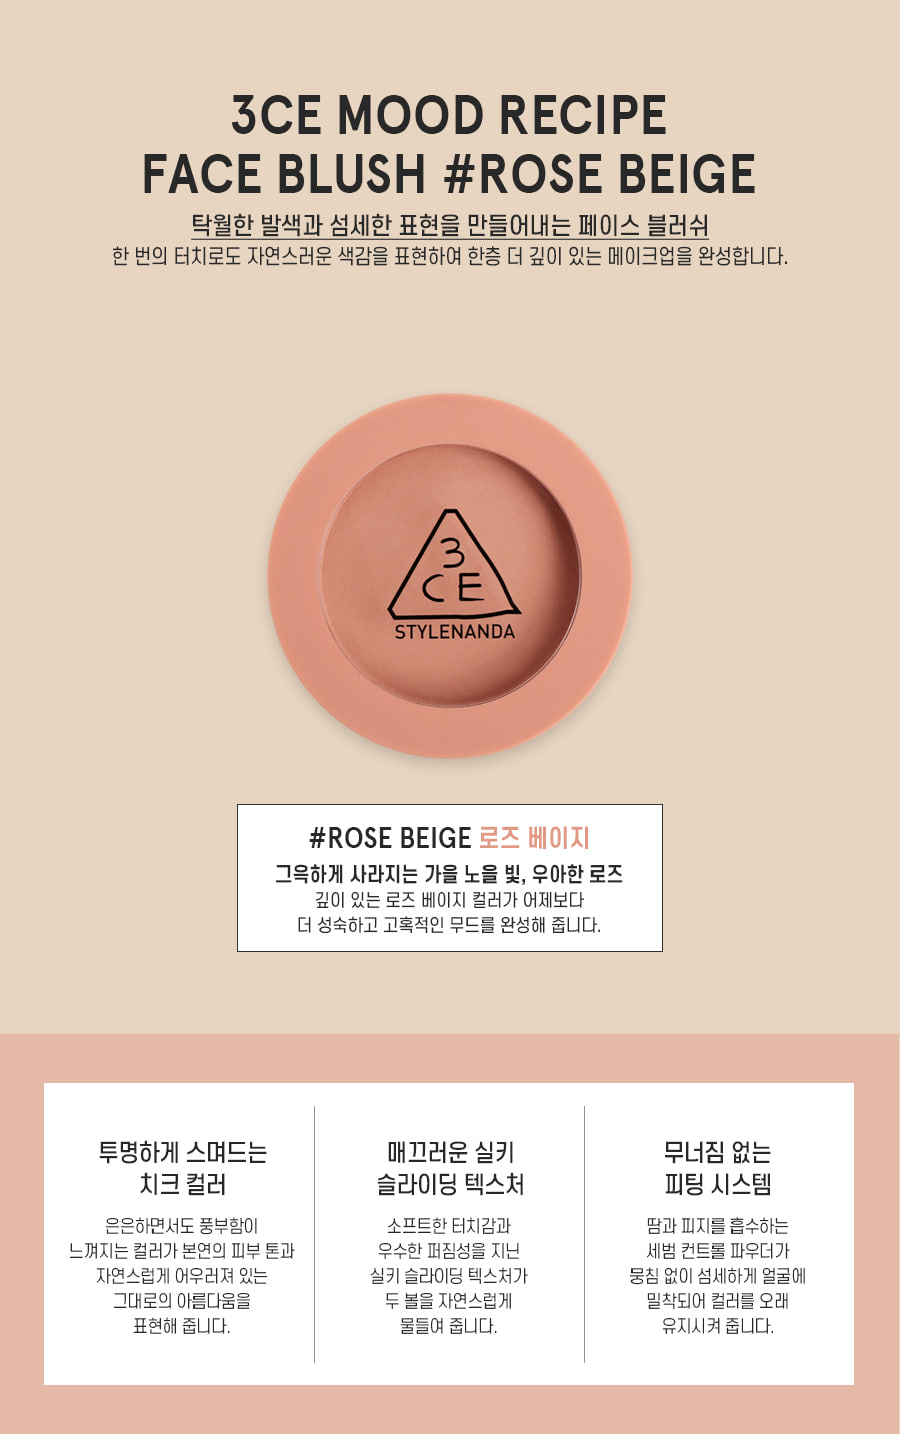 3CE MOOD RECIPE
FACE BLUSH #ROSE BEIGE
탁월한 발색과 섬세한 표현을 만들어내는 페이스 블러쉬
한 번의 터치로도 자연스러운 색감을 표현하여 한층 더 깊이 있는 메이크업을 완성합니다.
3
CE
STYLENANDA
#ROSE BEIGE 로즈 베이지
그윽하게 사라지는 가을 노을 빛, 우아한 로즈
깊이 있는 로즈 베이지 컬러가 어제보다
더 성숙하고 고혹적인 무드를 완성해 줍니다.
투명하게 스며드는
치크 컬러
은은하면서도 풍부함이
느껴지는 컬러가 본연의 피부 톤과
자연스럽게 어우러져 있는
그대로의 아름다움을
표현해 줍니다.
매끄러운 실키
슬라이딩 텍스처
소프트한 터치감과
우수한 퍼짐성을 지닌
실키 슬라이딩 텍스처가
두 볼을 자연스럽게
물들여 줍니다.
무너짐 없는
피팅 시스템
땀과 피지를 흡수하는
세범 컨트롤 파우더가
뭉침 없이 섬세하게 얼굴에
밀착되어 컬러를 오래
유지시켜 줍니다.